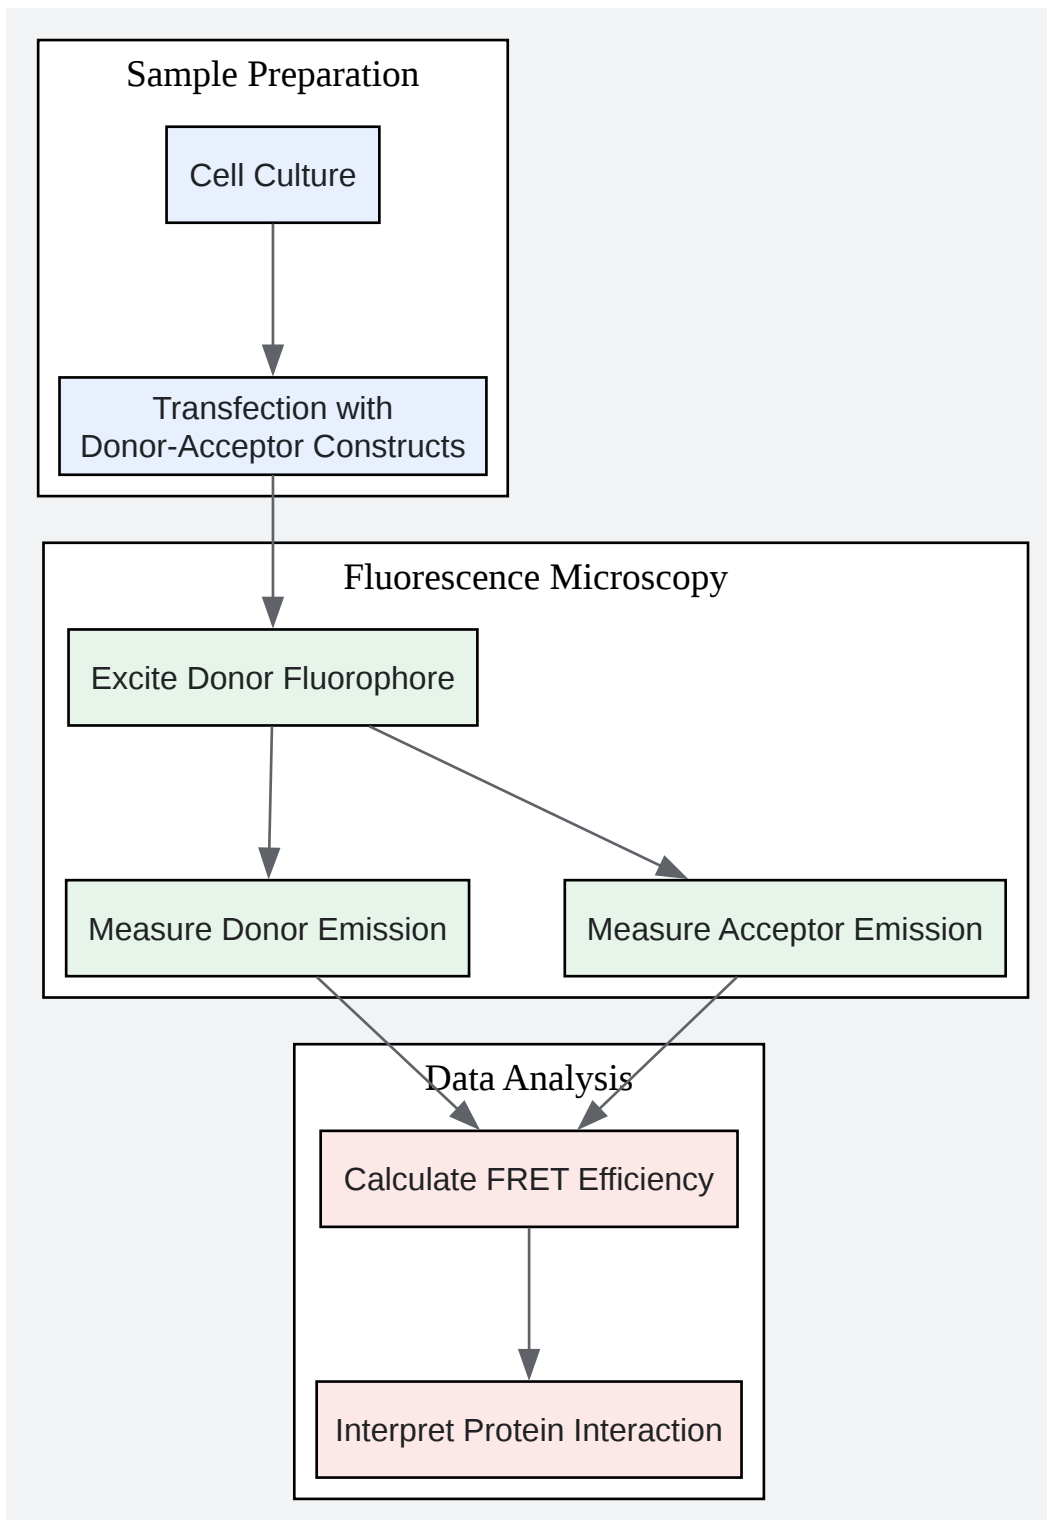 Sample Preparation
Cell Culture
Transfection with
Donor-Acceptor Constructs
Fluorescence Microscopy
Excite Donor Fluorophore
Measure Donor Emission
Measure Acceptor Emission
Data Analysis
Calculate FRET Efficiency
Interpret Protein Interaction